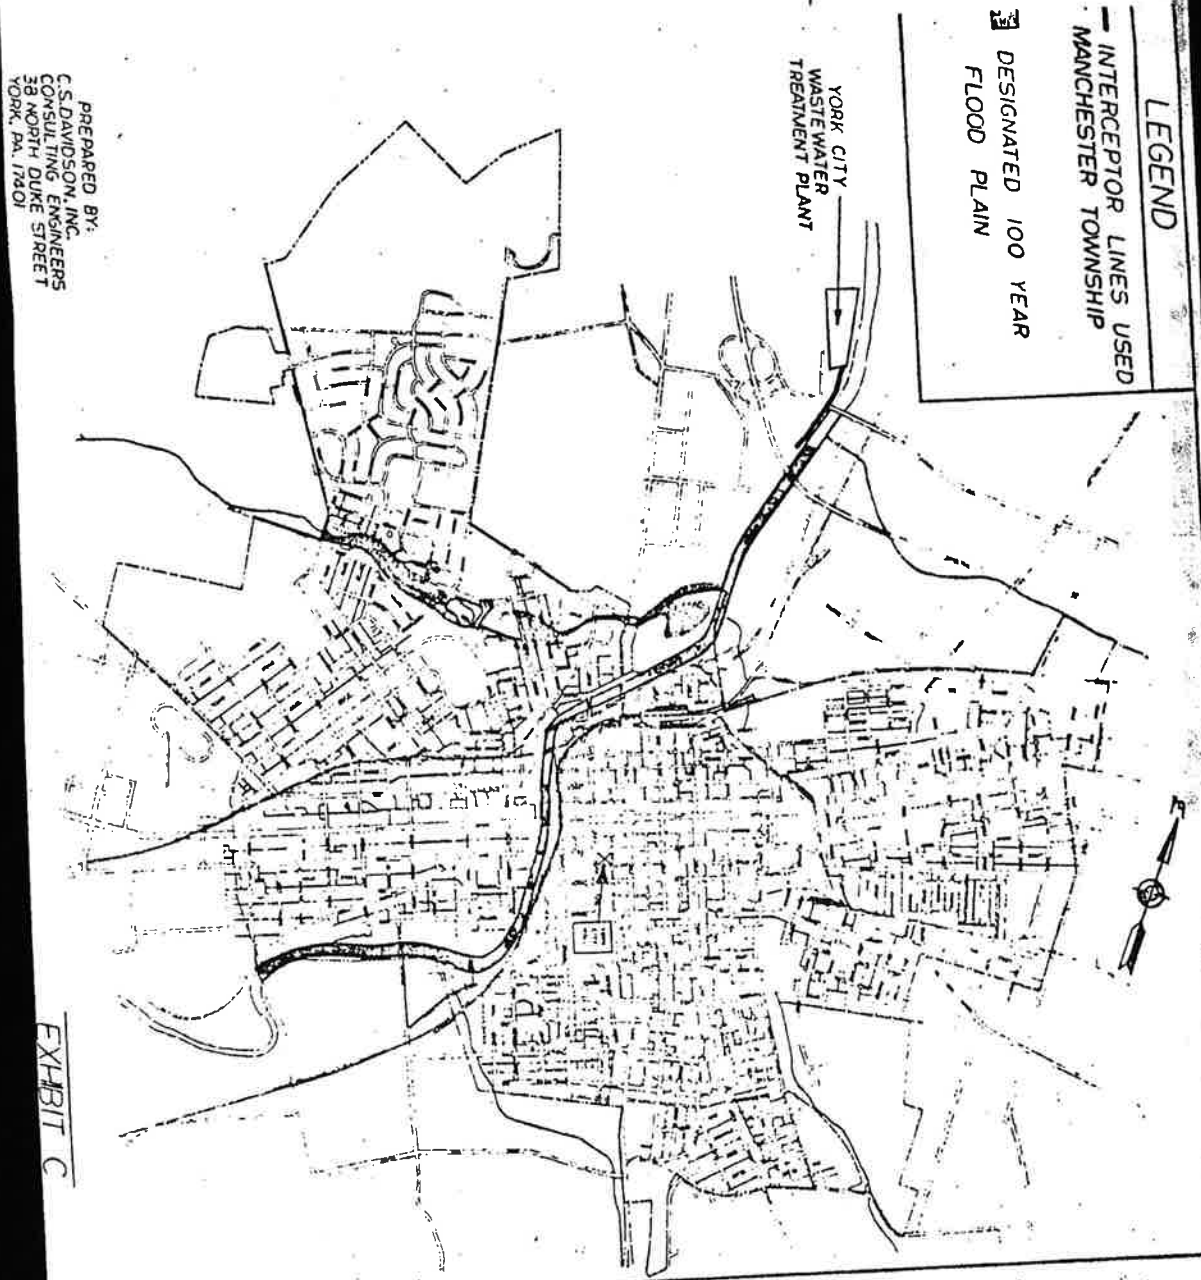 LEGEND
INTERCEPTOR LINES USED
MANCHESTER TOWNSHIP
DESIGNATED 100 YEAR
FLOOD PLAIN
YORK CITY
WASTEWATER
TREATMENT PLANT
PREPARED BY:
C.S. DAVIDSON, INC.
CONSULTING ENGINEERS
38 NORTH DUKE STREET
YORK, PA. 17401
EXHIBIT C